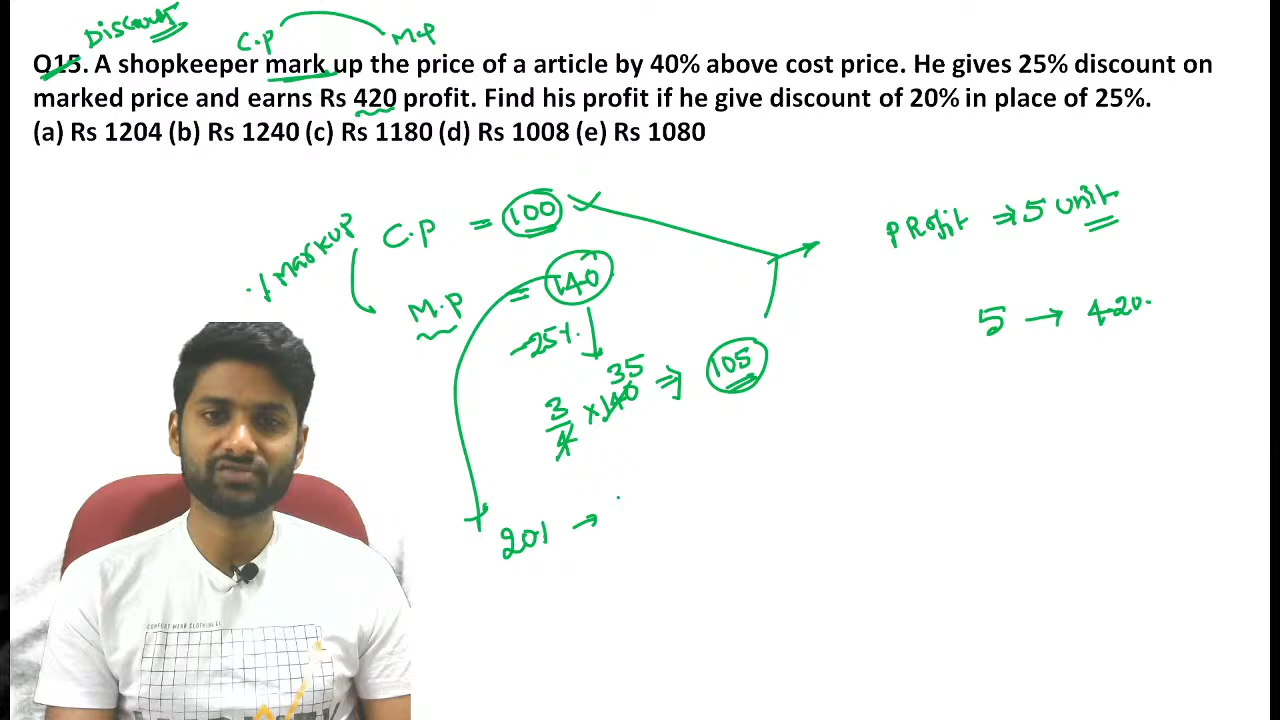 Discount
C.P M.P
Q15. A shopkeeper mark up the price of a article by 40% above cost price. He gives 25% discount on
marked price and earns Rs 420 profit. Find his profit if he give discount of 20% in place of 25%.
(a) Rs 1204 (b) Rs 1240 (c) Rs 1180 (d) Rs 1008 (e) Rs 1080
% MARKUP
C.P = 100
PRofit ⇒ 5 unit
M.P = 140
5 → 420.
-25%
3/4 × 140 35 ⇒ 105
20% →
COMFORT WEAR CLOTHING